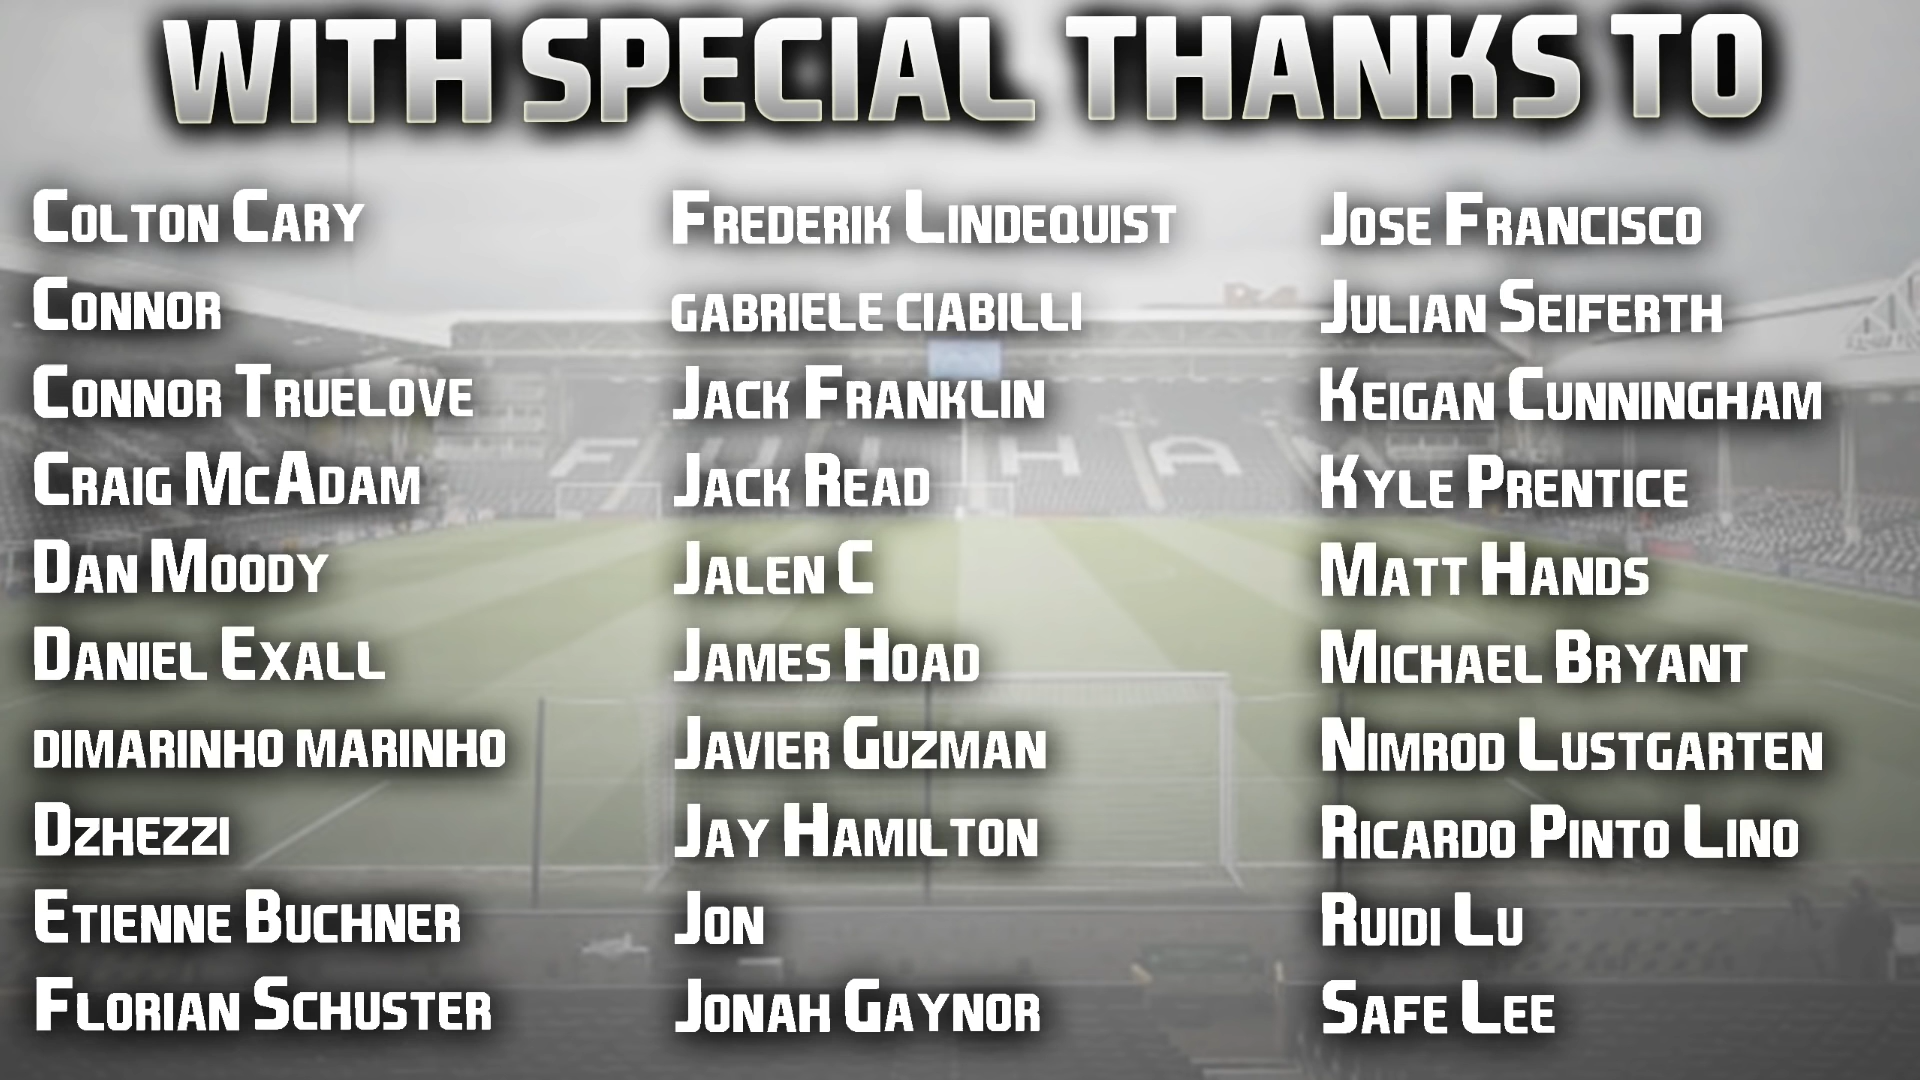 WITH SPECIAL THANKS TO
Colton Cary
Connor
Connor Truelove
Craig McAdam
Dan Moody
Daniel Exall
dimarinho marinho
Dzhezzi
Etienne Buchner
Florian Schuster
Frederik Lindequist
gabriele ciabilli
Jack Franklin
Jack Read
Jalen C
James Hoad
Javier Guzman
Jay Hamilton
Jon
Jonah Gaynor
Jose Francisco
Julian Seiferth
Keigan Cunningham
Kyle Prentice
Matt Hands
Michael Bryant
Nimrod Lustgarten
Ricardo Pinto Lino
Ruidi Lu
Safe Lee